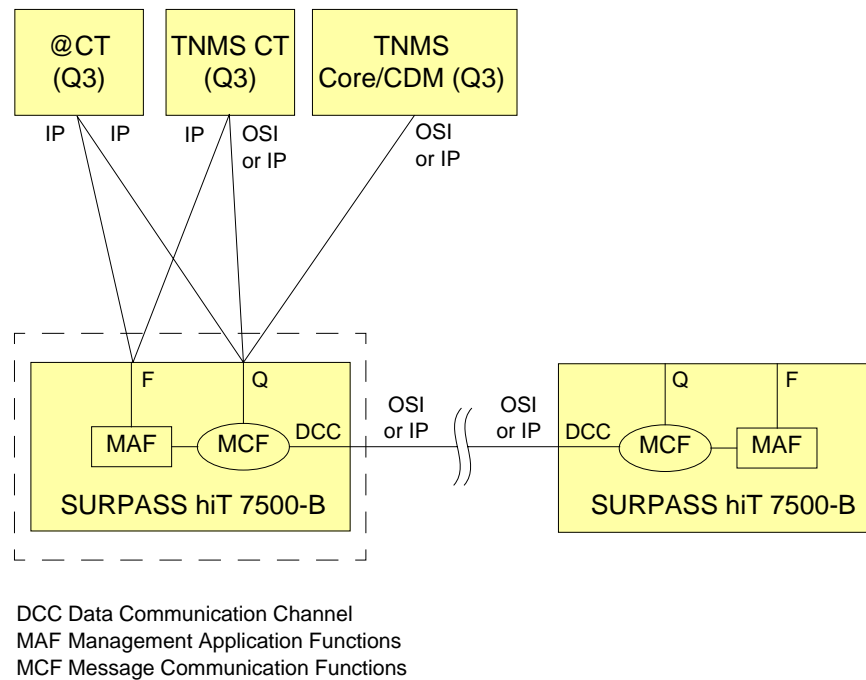 @CT
(Q3)
TNMS CT
(Q3)
TNMS
Core/CDM (Q3)
IP
IP
IP
OSI
or IP
OSI
or IP
F
Q
MAF
MCF
DCC
SURPASS hiT 7500-B
OSI
or IP
OSI
or IP
Q
F
DCC
MCF
MAF
SURPASS hiT 7500-B
DCC Data Communication Channel
MAF Management Application Functions
MCF Message Communication Functions